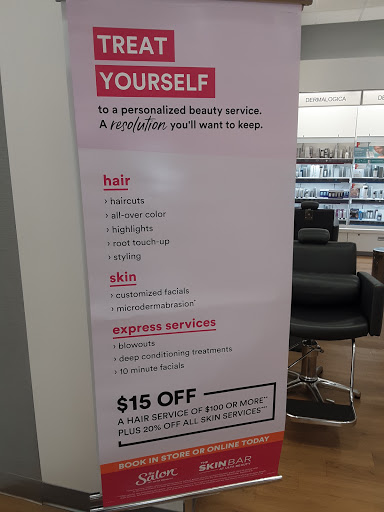 TREAT
YOURSELF
to a personalized beauty service.
A resolution you'll want to keep.
DERMALOGICA
hair
› haircuts
› all-over color
› highlights
› root touch-up
› styling
skin
› customized facials
› microdermabrasion*
express services
› blowouts
› deep conditioning treatments
› 10 minute facials
$15 OFF
A HAIR SERVICE OF $100 OR MORE**
PLUS 20% OFF ALL SKIN SERVICES***
BOOK IN STORE OR ONLINE TODAY
THE Salon
THE SKINBAR